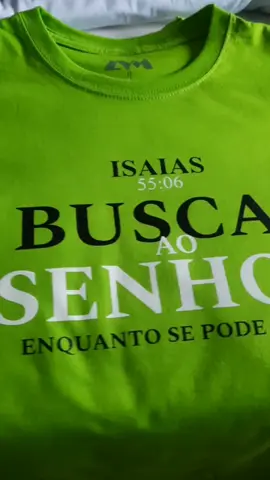 ISAIAS
55:06
BUSCA
AO
SENHO
ENQUANTO SE PODE